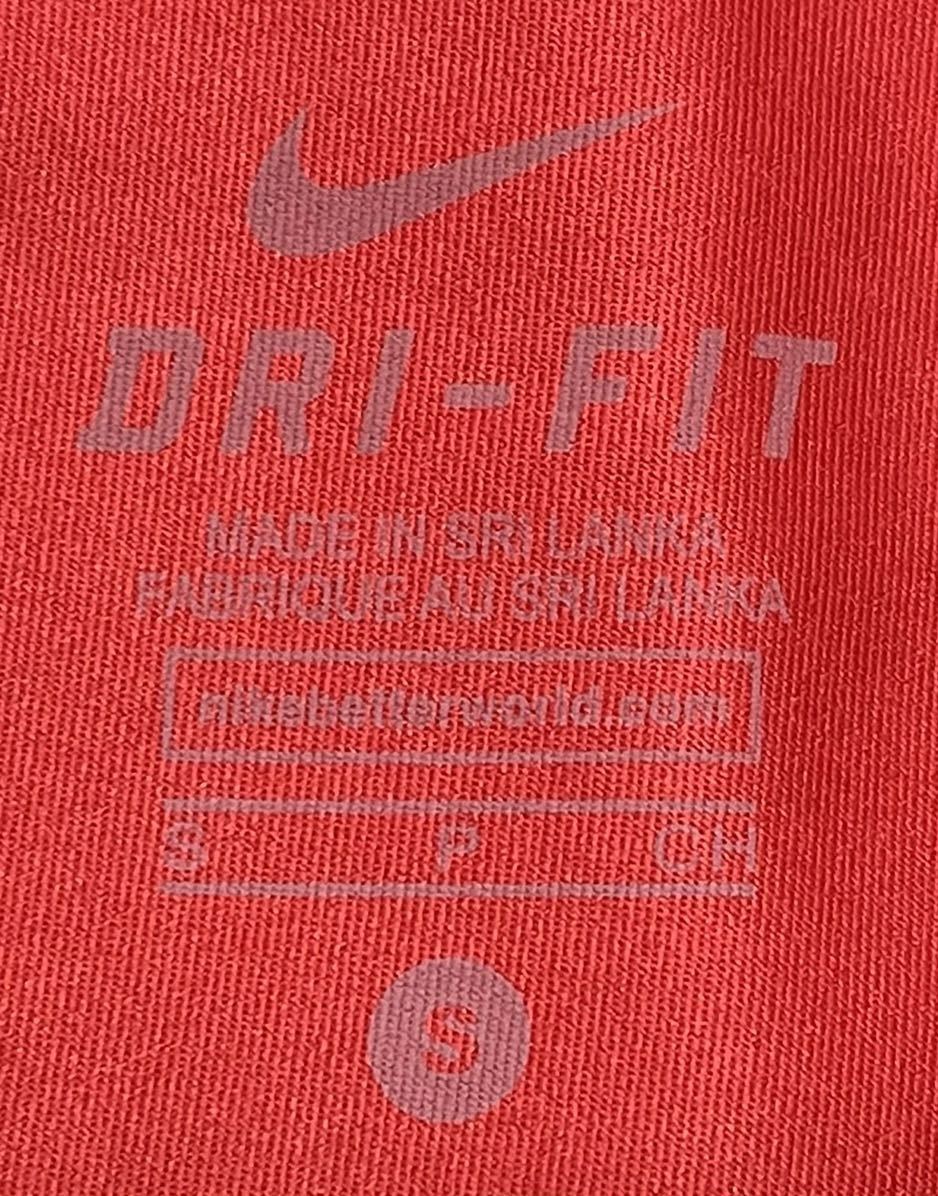 DRI-FIT
MADE IN SRI LANKA
FABRIQUE AU SRI LANKA
nikebetterworld.com
S P CH
S